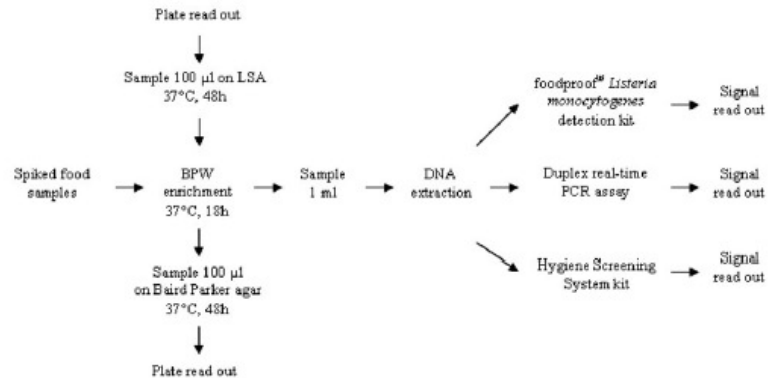 Plate read out
Sample 100 µl on LSA
37°C, 48h
Spiked food
samples
BPW
enrichment
37°C, 18h
Sample
1 ml
DNA
extraction
foodproof Listeria
monocytogenes
detection kit
Signal
read out
Duplex real-time
PCR assay
Signal
read out
Hygiene Screening
System kit
Signal
read out
Sample 100 µl
on Baird Parker agar
37°C, 48h
Plate read out